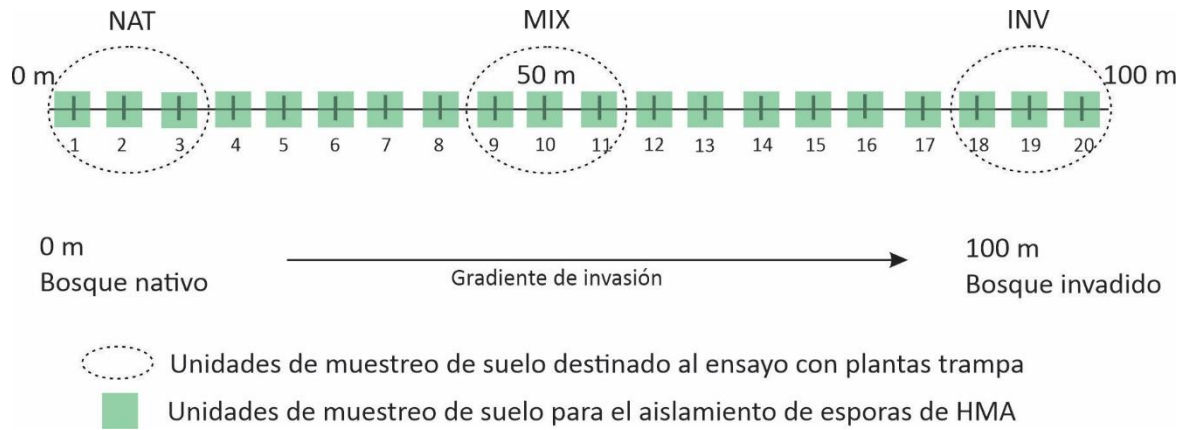 NAT MIX INV
0 m 50 m 100 m
1 2 3 4 5 6 7 8 9 10 11 12 13 14 15 16 17 18 19 20
0 m
Bosque nativo
Gradiente de invasión
100 m
Bosque invadido
Unidades de muestreo de suelo destinado al ensayo con plantas trampa
Unidades de muestreo de suelo para el aislamiento de esporas de HMA